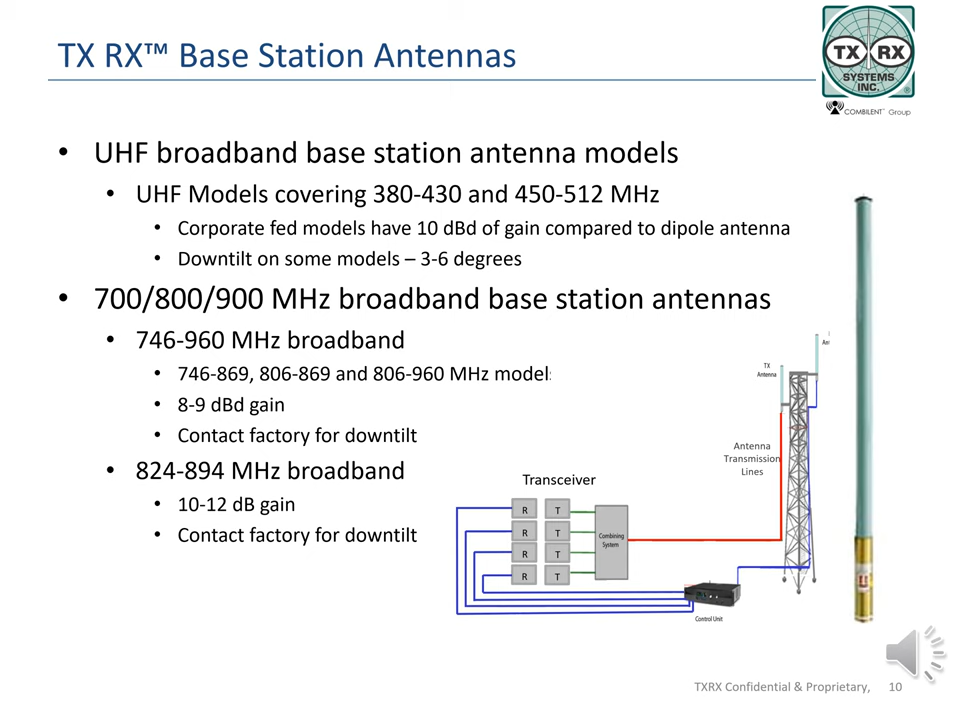 TX RX™ Base Station Antennas
TX RX
SYSTEMS
INC.
®
COMBILENT™ Group
• UHF broadband base station antenna models
• UHF Models covering 380-430 and 450-512 MHz
• Corporate fed models have 10 dBd of gain compared to dipole antenna
• Downtilt on some models – 3-6 degrees
• 700/800/900 MHz broadband base station antennas
• 746-960 MHz broadband
• 746-869, 806-869 and 806-960 MHz models
• 8-9 dBd gain
• Contact factory for downtilt
• 824-894 MHz broadband
• 10-12 dB gain
• Contact factory for downtilt
TX
Antenna
Antenna
Transmission
Lines
Transceiver
R T
R T
R T
R T
Combining
System
Control Unit
TXRX Confidential & Proprietary, 10